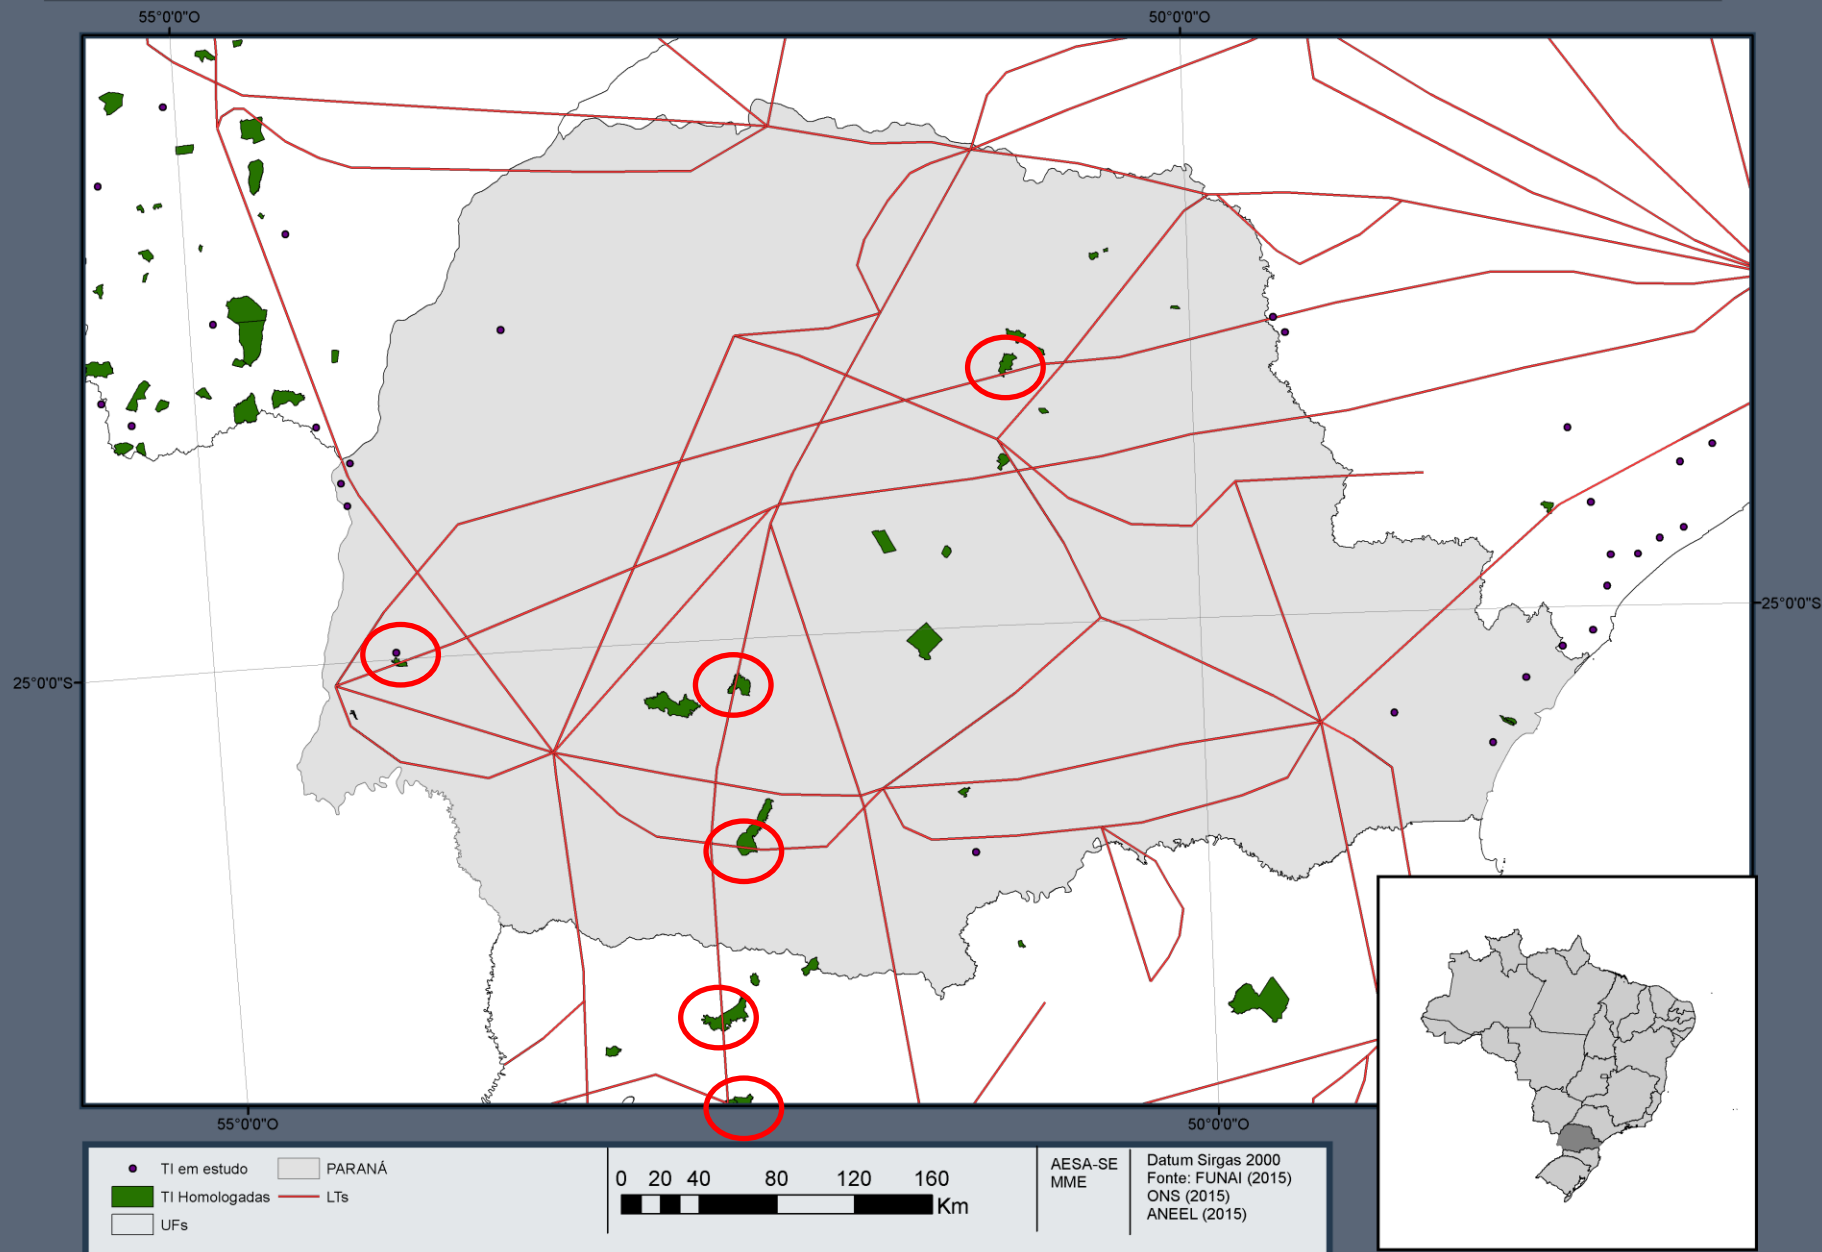 55°0'0"O
50°0'0"O
25°0'0"S
25°0'0"S
55°0'0"O
50°0'0"O
TI em estudo
PARANÁ
TI Homologadas
LTs
UFs
0 20 40 80 120 160
Km
AESA-SE
MME
Datum Sirgas 2000
Fonte: FUNAI (2015)
ONS (2015)
ANEEL (2015)